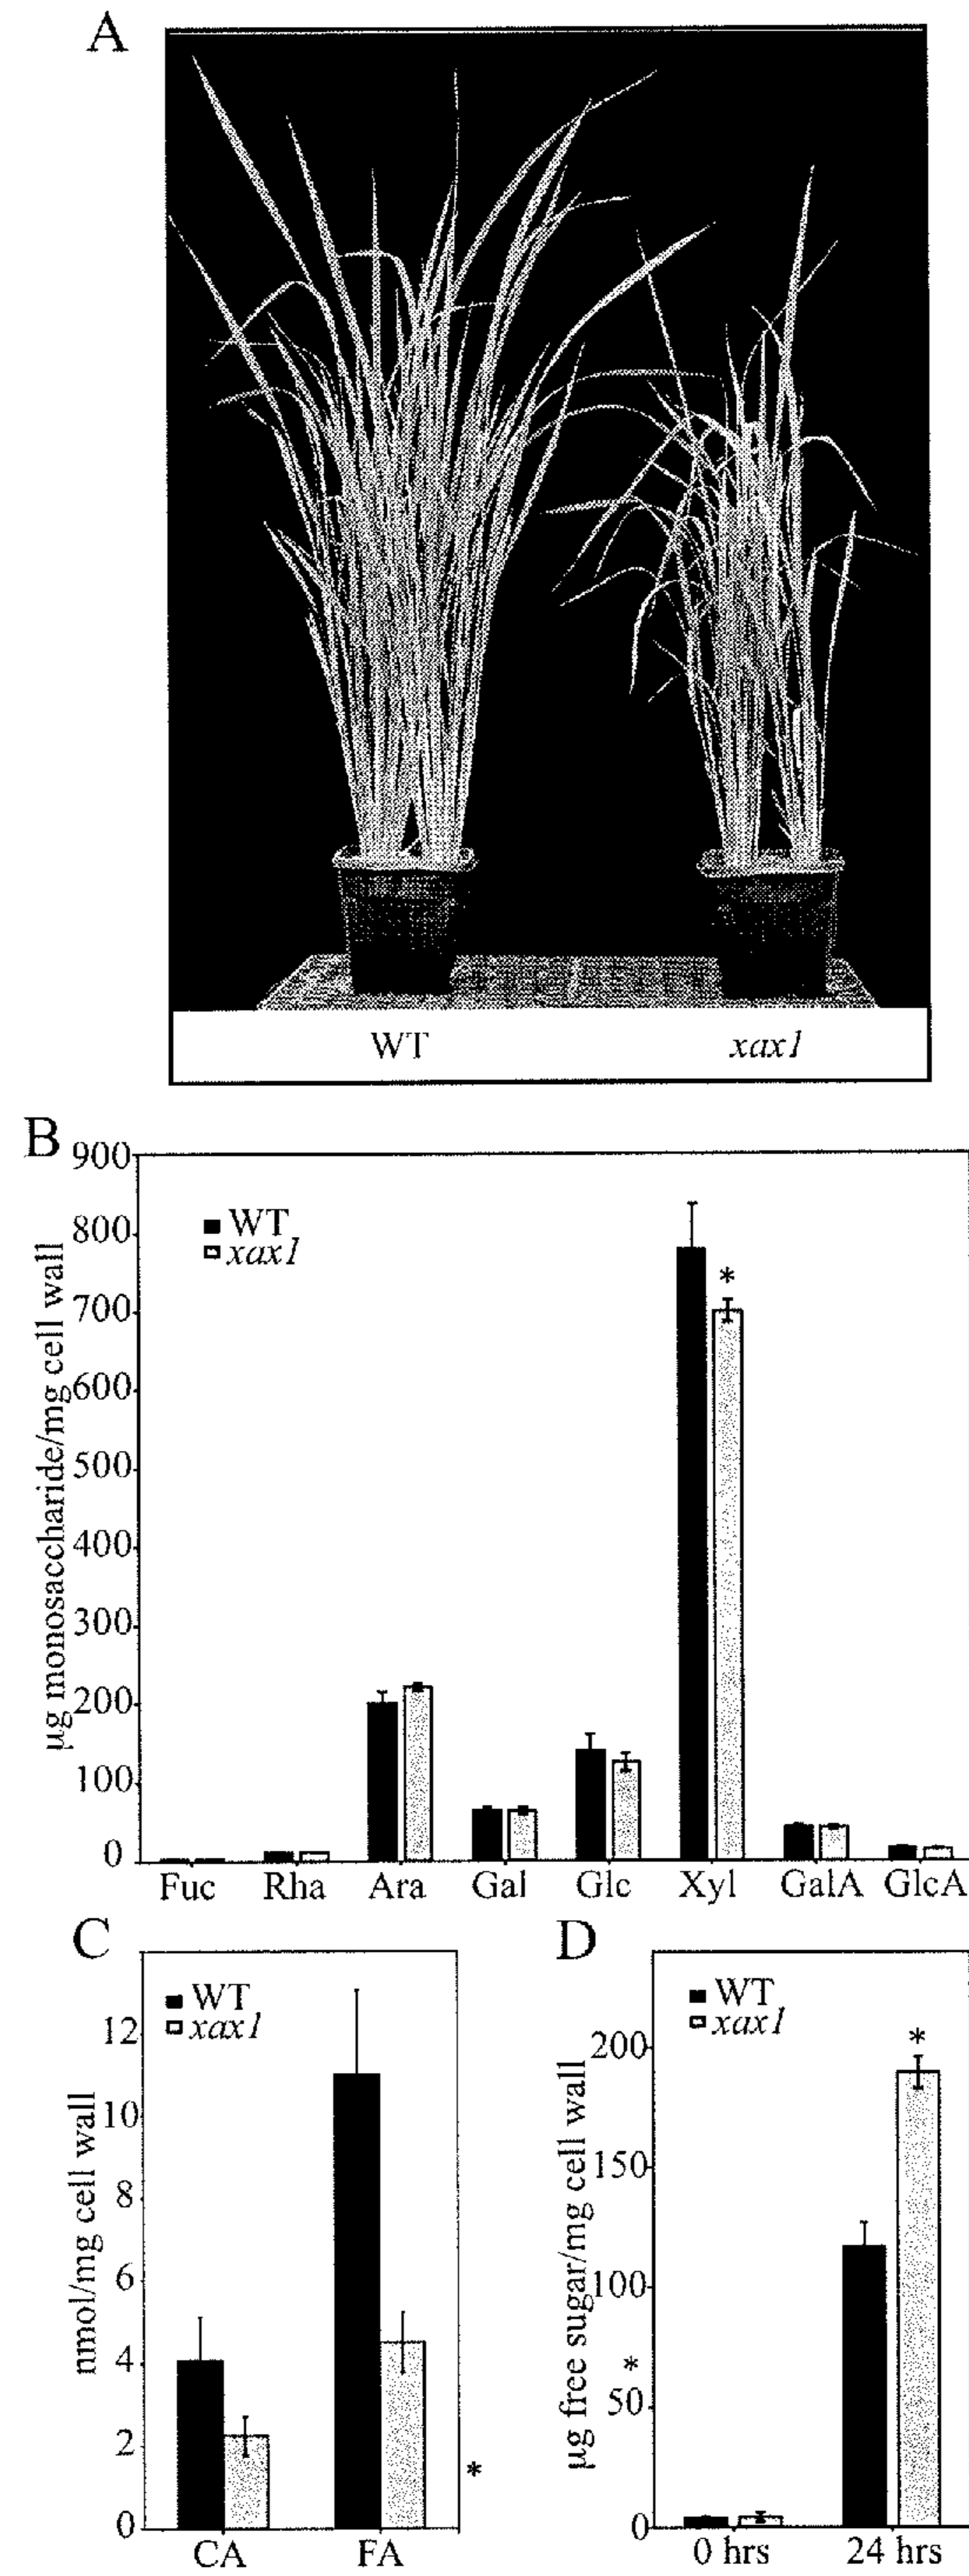 A
WT xax1
B
µg monosaccharide/mg cell wall
900
800
700
600
500
400
300
200
100
0
WT
xax1
*
Fuc Rha Ara Gal Glc Xyl GalA GlcA
C
nmol/mg cell wall
12
10
8
6
4
2
0
WT
xax1
*
CA FA
D
µg free sugar/mg cell wall
*
200
150
100
50
0
WT
xax1
*
0 hrs 24 hrs